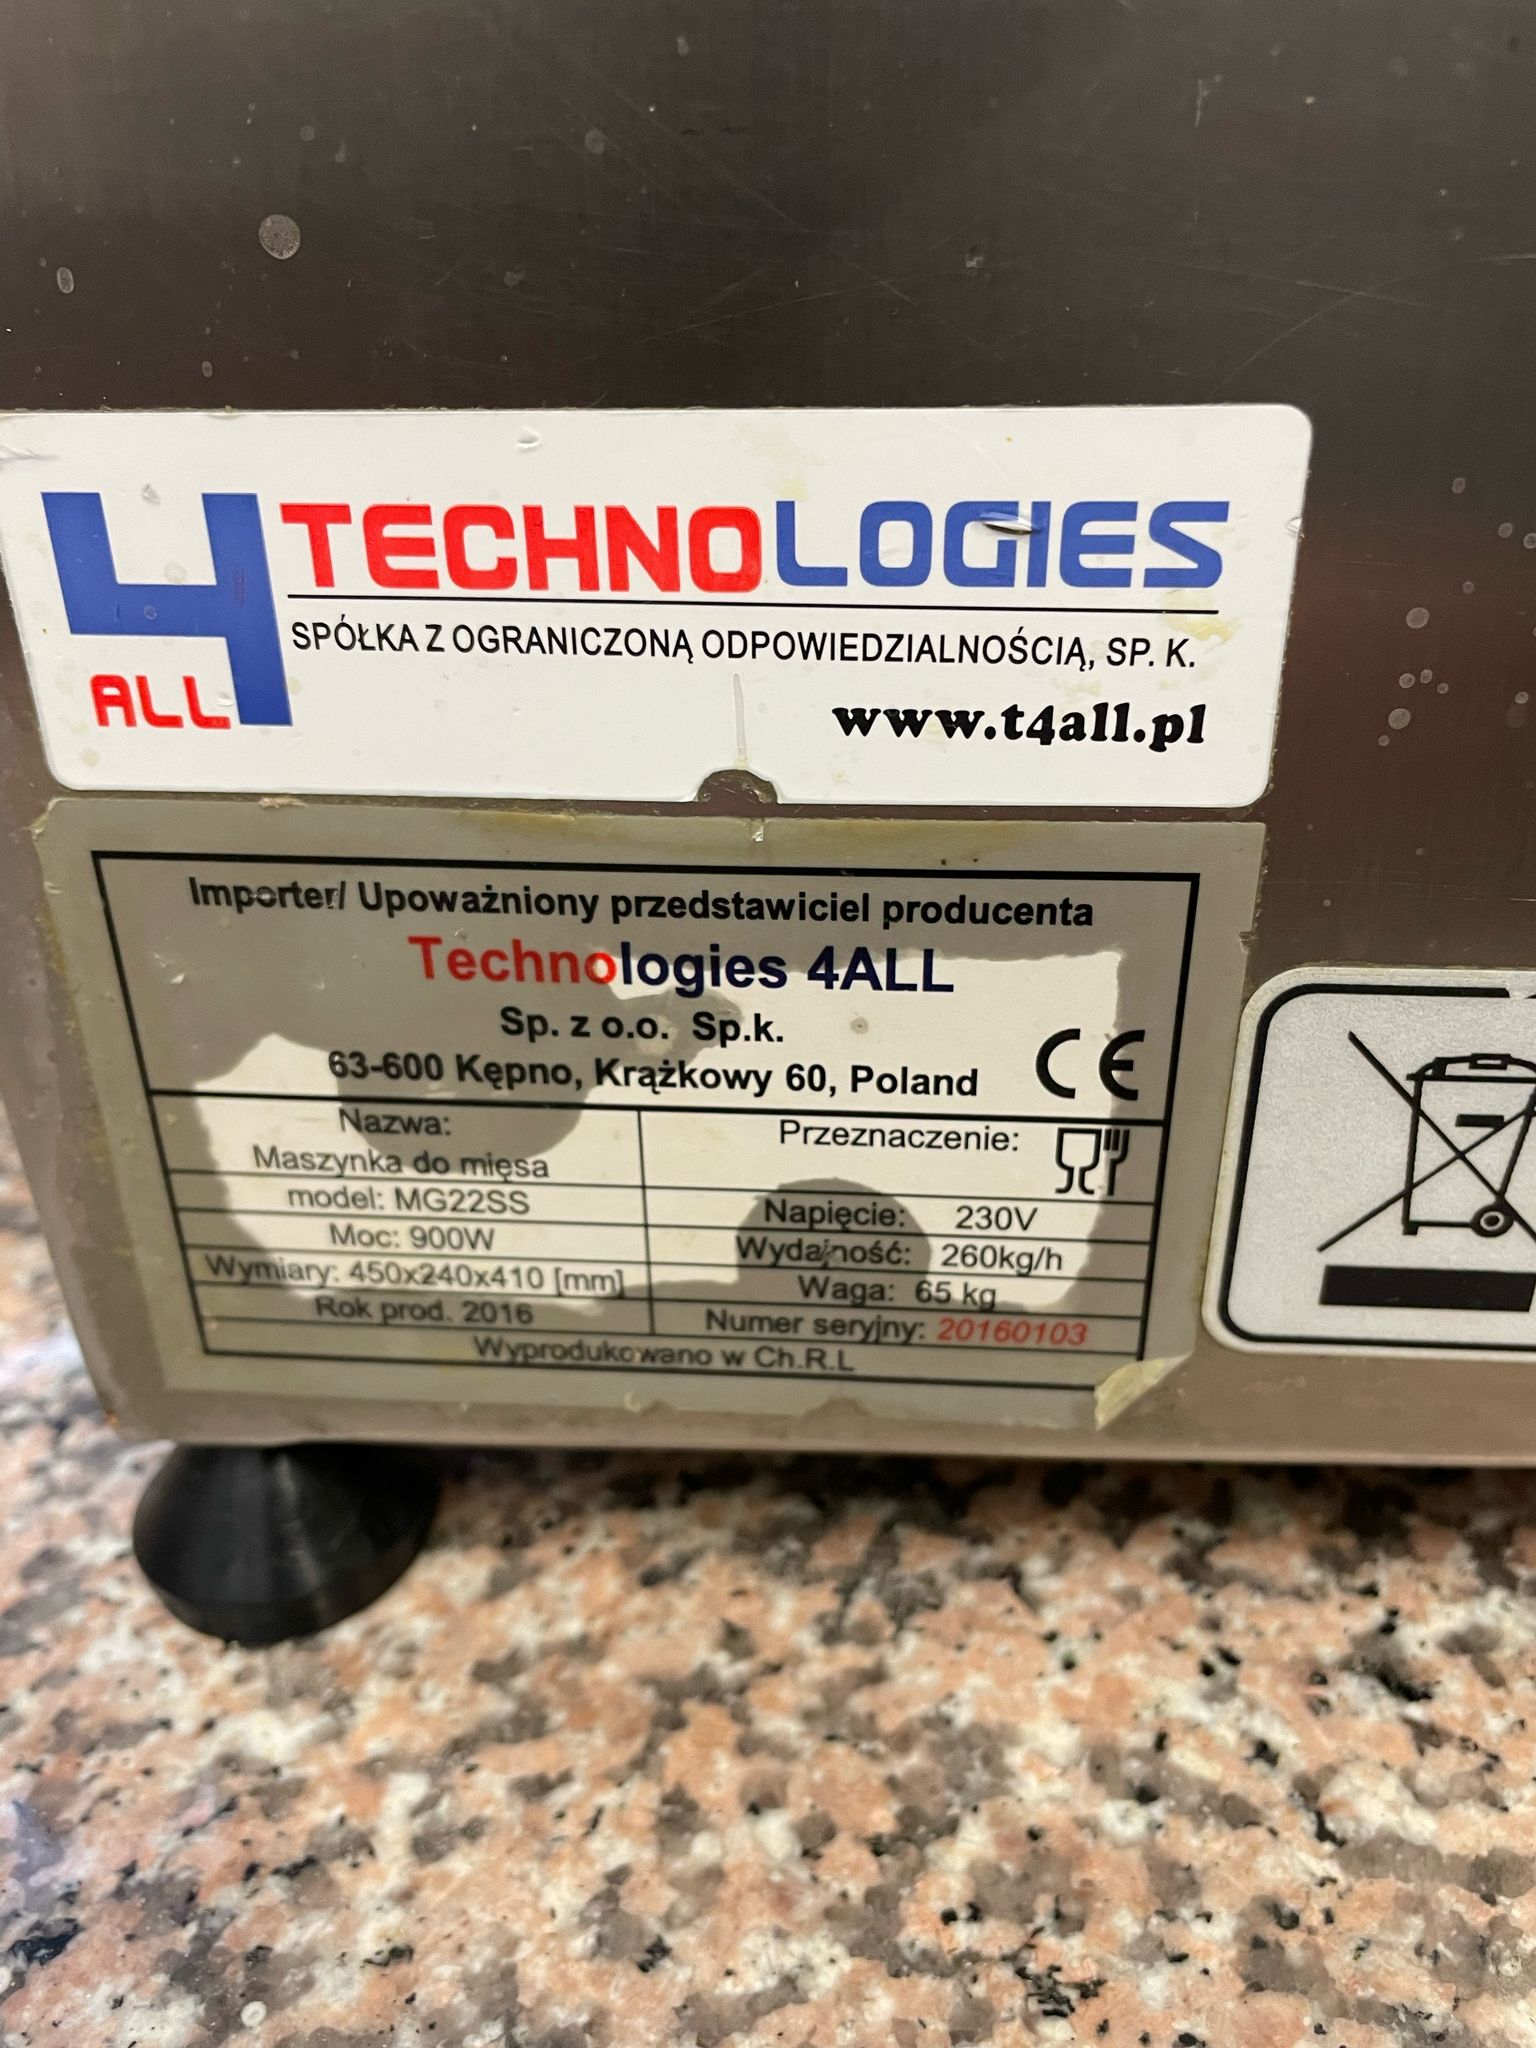 4 TECHNOLOGIES
ALL
SPÓŁKA Z OGRANICZONĄ ODPOWIEDZIALNOŚCIĄ, SP. K.
www.t4all.pl
Importer/ Upoważniony przedstawiciel producenta
Technologies 4ALL
Sp. z o.o. Sp.k.
63-600 Kępno, Krążkowy 60, Poland
CE
Nazwa:
Maszynka do mięsa
Przeznaczenie:
model: MG22SS
Napięcie: 230V
Moc: 900W
Wydajność: 260kg/h
Wymiary: 450x240x410 [mm]
Waga: 65 kg
Rok prod. 2016
Numer seryjny: 20160103
Wyprodukowano w Ch.R.L